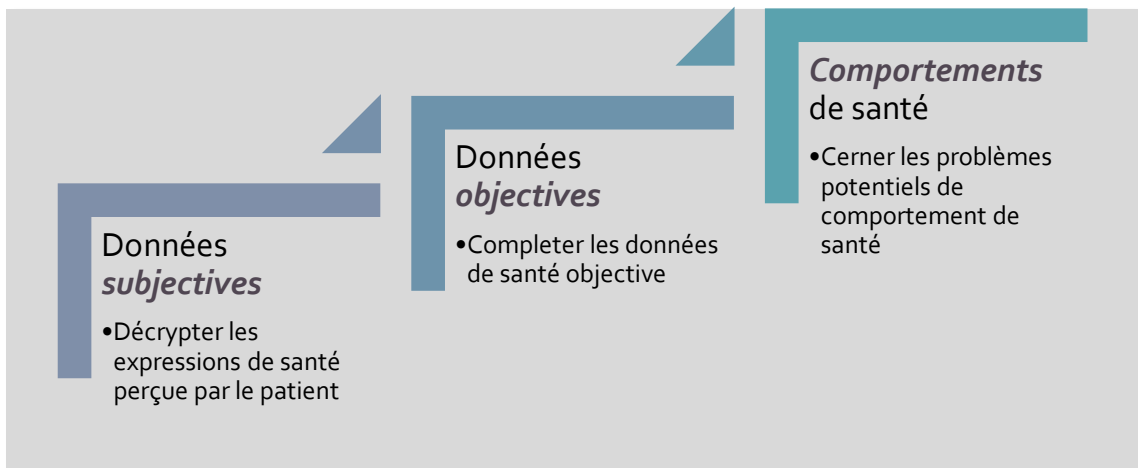 Données
subjectives
•Décrypter les
expressions de santé
perçue par le patient
Données
objectives
•Completer les données
de santé objective
Comportements
de santé
•Cerner les problèmes
potentiels de
comportement de
santé